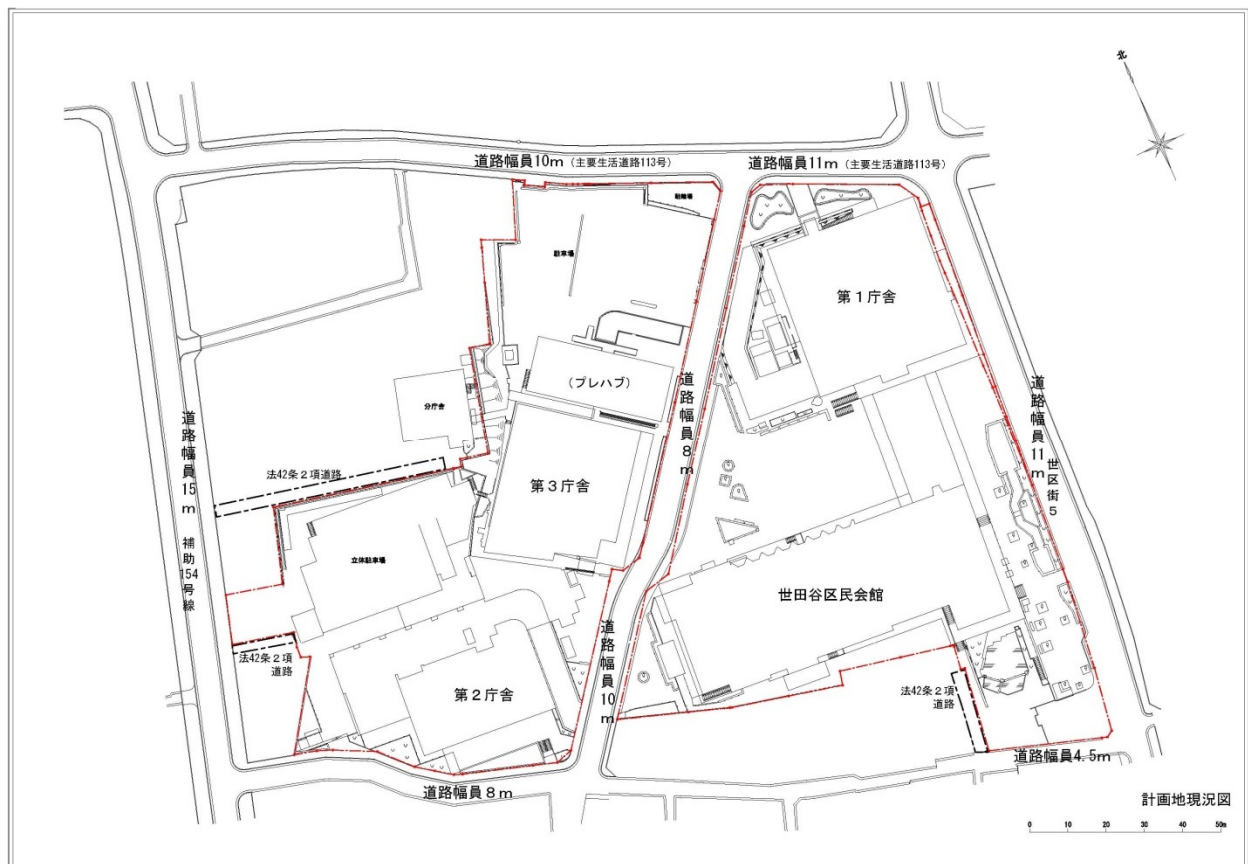 北
道路幅員10m（主要生活道路113号）
道路幅員11m（主要生活道路113号）
駐輪場
駐車場
第１庁舎
（プレハブ）
道路幅員８m
分庁舎
道路幅員11m
世区街５
道路幅員15m
補助154号線
法42条２項道路
第３庁舎
立体駐車場
世田谷区民会館
道路幅員10m
法42条２項
道路
第２庁舎
法42条２項
道路
道路幅員4.5m
道路幅員８m
計画地現況図
0 10 20 30 40 50m